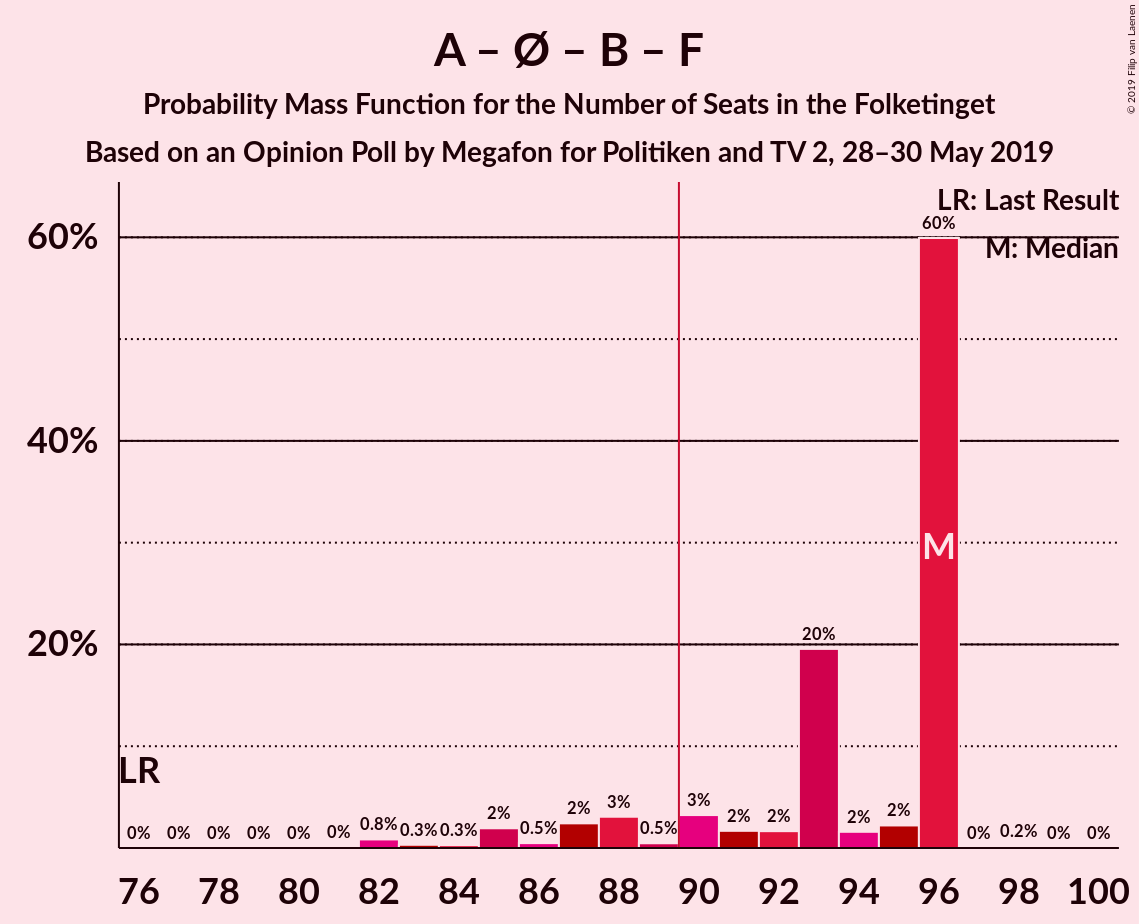 A – Ø – B – F
Probability Mass Function for the Number of Seats in the Folketinget
Based on an Opinion Poll by Megafon for Politiken and TV 2, 28–30 May 2019
© 2019 Filip van Laenen
LR: Last Result
M: Median
60%
40%
20%
LR
M
0% 0% 0% 0% 0% 0% 0.8% 0.3% 0.3% 2% 0.5% 2% 3% 0.5% 3% 2% 2% 20% 2% 2% 60% 0% 0.2% 0% 0%
76 78 80 82 84 86 88 90 92 94 96 98 100